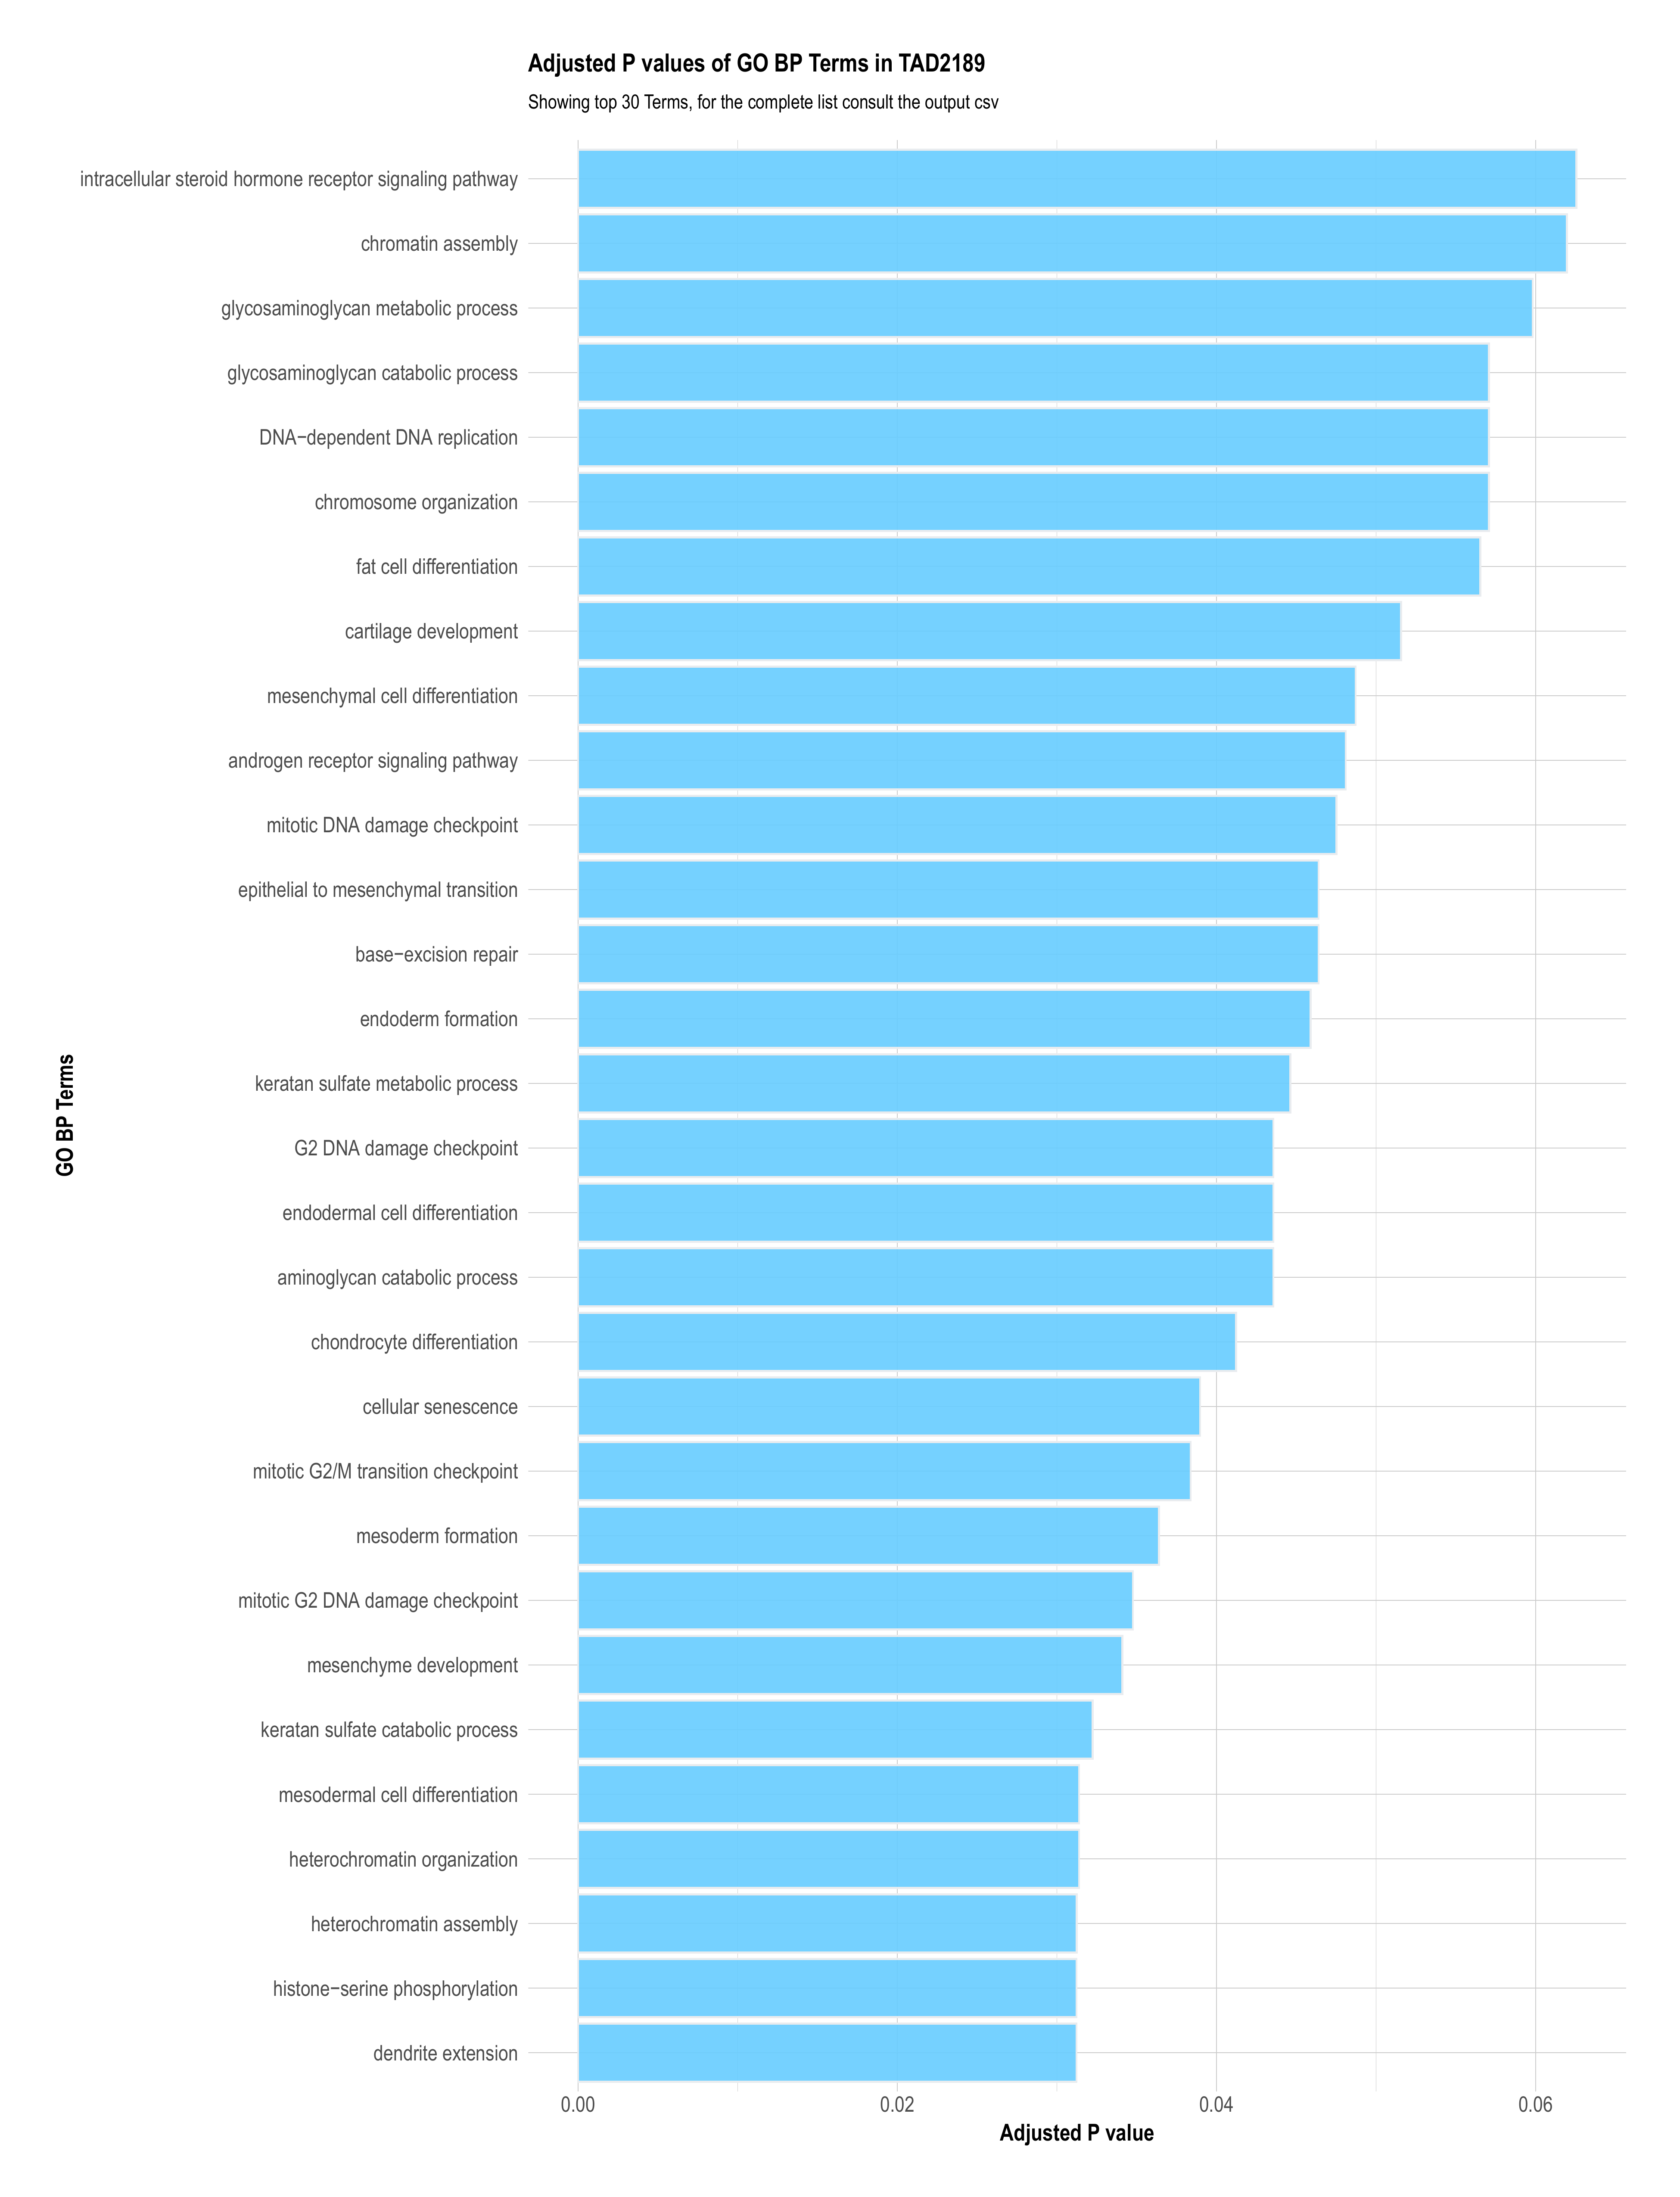 Adjusted P values of GO BP Terms in TAD2189
Showing top 30 Terms, for the complete list consult the output csv
intracellular steroid hormone receptor signaling pathway
chromatin assembly
glycosaminoglycan metabolic process
glycosaminoglycan catabolic process
DNA−dependent DNA replication
chromosome organization
fat cell differentiation
cartilage development
mesenchymal cell differentiation
androgen receptor signaling pathway
mitotic DNA damage checkpoint
epithelial to mesenchymal transition
base−excision repair
endoderm formation
keratan sulfate metabolic process
G2 DNA damage checkpoint
endodermal cell differentiation
aminoglycan catabolic process
chondrocyte differentiation
cellular senescence
mitotic G2/M transition checkpoint
mesoderm formation
mitotic G2 DNA damage checkpoint
mesenchyme development
keratan sulfate catabolic process
mesodermal cell differentiation
heterochromatin organization
heterochromatin assembly
histone−serine phosphorylation
dendrite extension
GO BP Terms
0.00 0.02 0.04 0.06
Adjusted P value